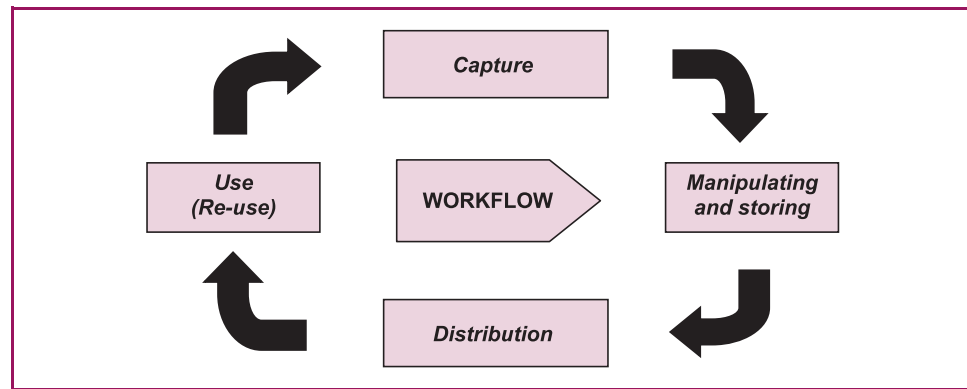 Capture
Use
(Re-use)
WORKFLOW
Manipulating
and storing
Distribution